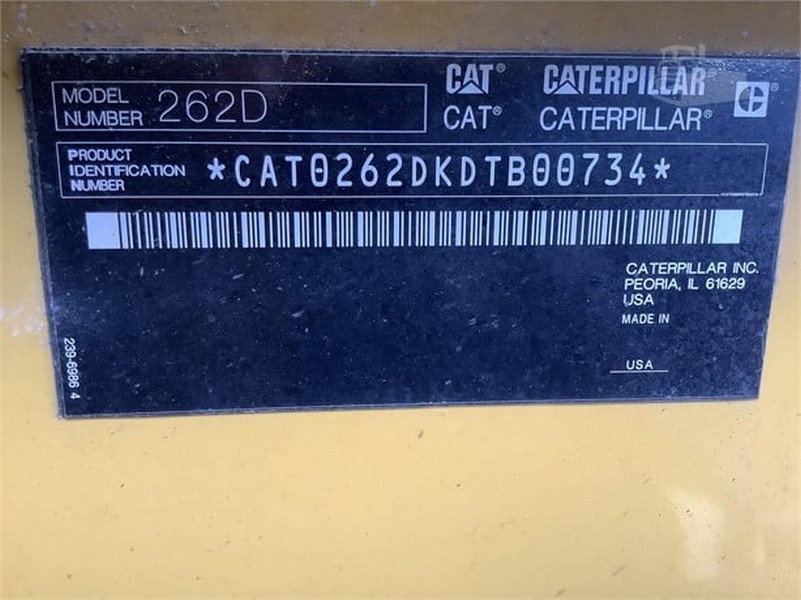 MODEL
NUMBER 262D
CAT® CATERPILLAR
CAT® CATERPILLAR®
PRODUCT
IDENTIFICATION
NUMBER
*CAT0262DKDTB00734*
CATERPILLAR INC.
PEORIA, IL 61629
USA
MADE IN
USA
239-6986 4